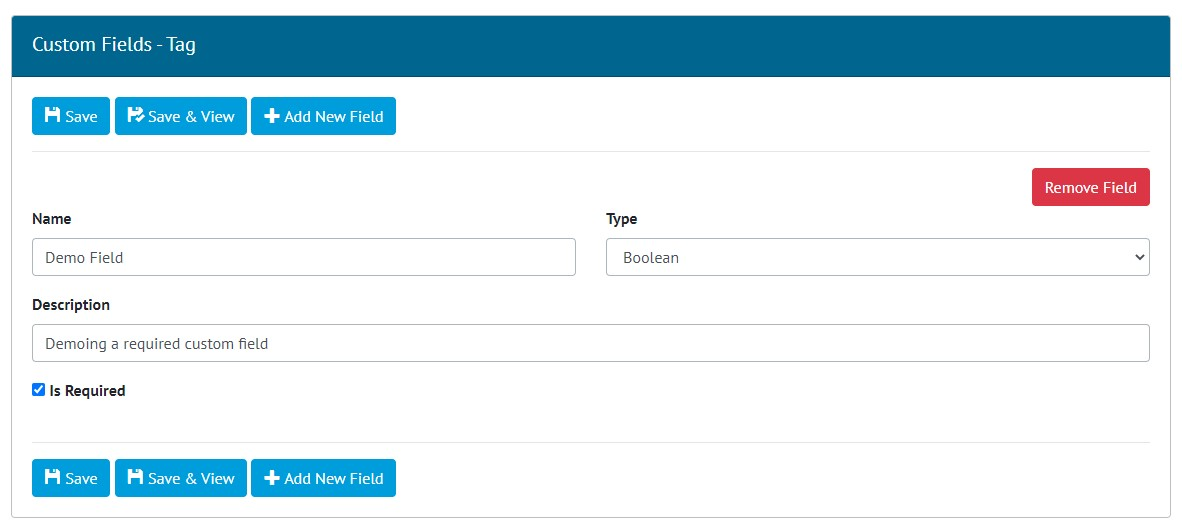 Custom Fields - Tag
Save Save & View Add New Field
Remove Field
Name Type
Demo Field Boolean
Description
Demoing a required custom field
Is Required
Save Save & View Add New Field